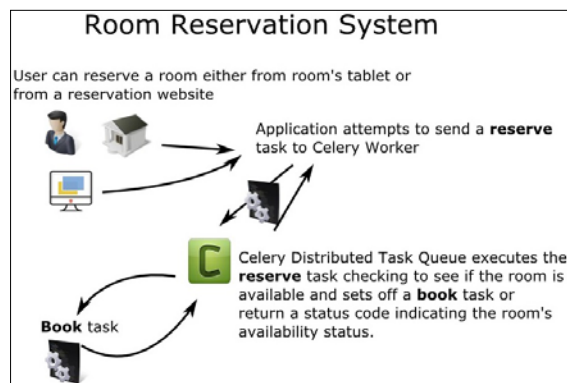 Room Reservation System
User can reserve a room either from room's tablet or
from a reservation website
Application attempts to send a reserve
task to Celery Worker
C
Celery Distributed Task Queue executes the
reserve task checking to see if the room is
available and sets off a book task or
return a status code indicating the room's
availability status.
Book task